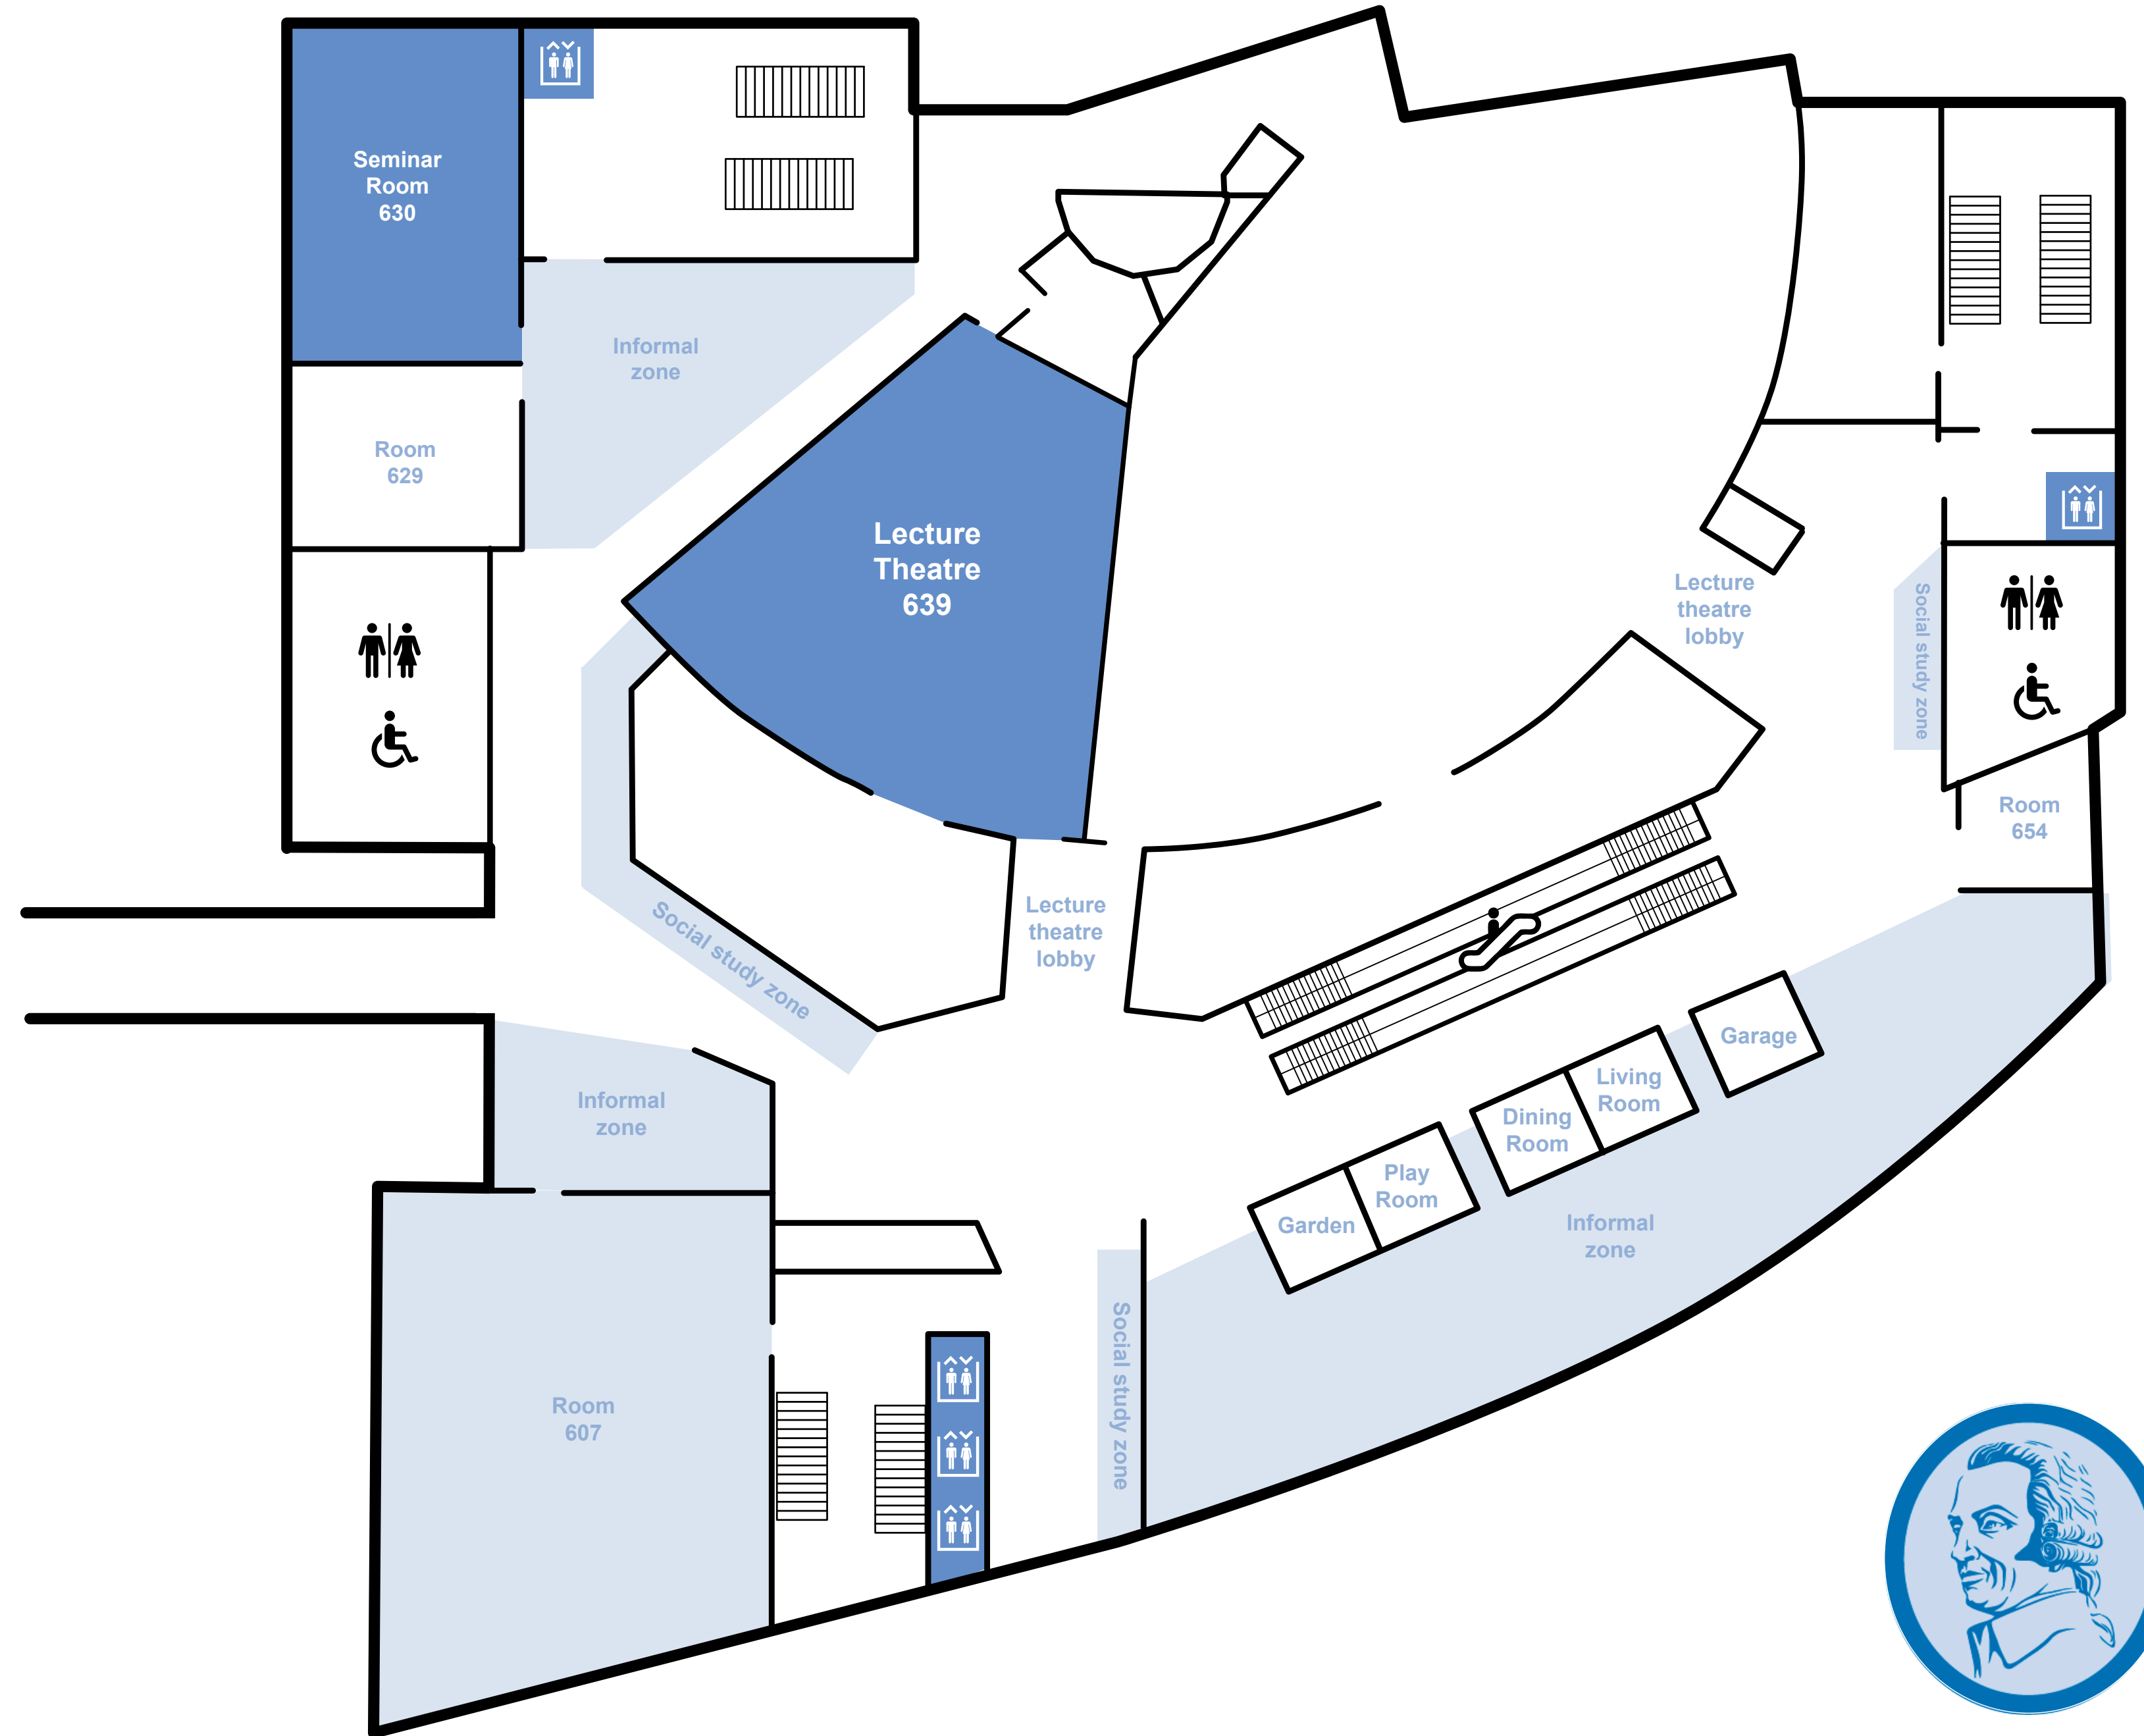 Seminar
Room
630
Informal
zone
Room
629
Lecture
Theatre
639
Lecture
theatre
lobby
Social study zone
Room
654
Social study zone
Lecture
theatre
lobby
Garage
Living
Room
Dining
Room
Play
Room
Garden
Informal
zone
Informal
zone
Social study zone
Room
607